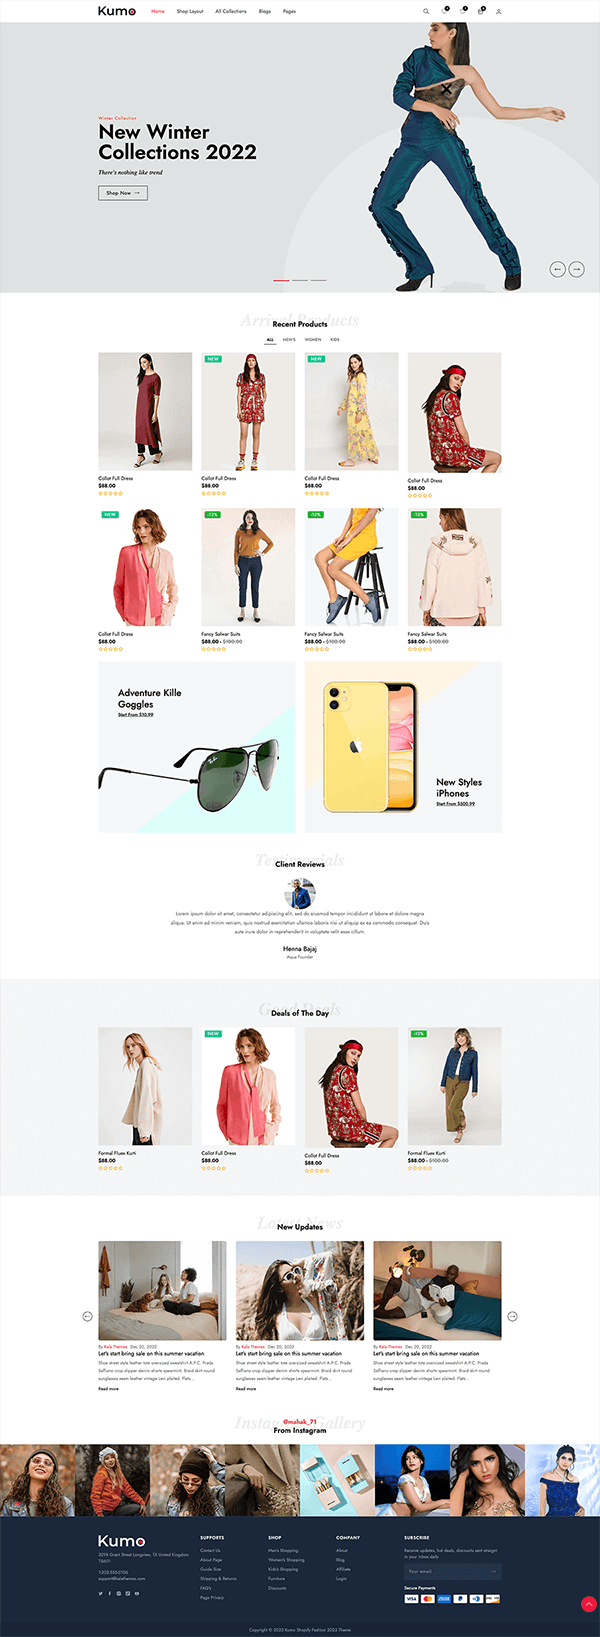 Kumo
Home Shop Layout All Collections Blogs Pages
Winter Collection
New Winter
Collections 2022
There's nothing like trend
Shop Now
Arrival Products
Recent Products
ALL MEN'S WOMEN KIDS
NEW
NEW
Collot Full Dress
$88.00
Collot Full Dress
$88.00
Collot Full Dress
$88.00
Collot Full Dress
$88.00
NEW
-12%
-12%
-12%
Collot Full Dress
$88.00
Fancy Salwar Suits
$88.00 - $100.00
Fancy Salwar Suits
$88.00 - $100.00
Fancy Salwar Suits
$88.00 - $100.00
Adventure Kille
Goggles
Start From $10.99
New Styles
iPhones
Start From $500.99
Testimonials
Client Reviews
Lorem ipsum dolor sit amet, consectetur adipiscing elit, sed do eiusmod tempor incididunt ut labore et dolore magna
aliqua. Ut enim ad minim veniam, quis nostrud exercitation ullamco laboris nisi ut aliquip ex ea commodo consequat. Duis
aute irure dolor in reprehenderit in voluptate velit esse cillum.
Henna Bajaj
Aqua Founder
Good Deals
Deals of The Day
NEW
-12%
Formal Fluex Kurti
$88.00
Collot Full Dress
$88.00
Collot Full Dress
$88.00
Formal Fluex Kurti
$88.00 - $100.00
Latest News
New Updates
By Kala Themes Dec 20, 2022
Let's start bring sale on this summer vacation
Shoe street style leather tote oversized sweatshirt A.P.C. Prada
Saffiano crop slipper denim shorts spearmint. Braid skirt round
sunglasses seam leather vintage Levi plaited. Flats...
Read more
By Kala Themes Dec 20, 2022
Let's start bring sale on this summer vacation
Shoe street style leather tote oversized sweatshirt A.P.C. Prada
Saffiano crop slipper denim shorts spearmint. Braid skirt round
sunglasses seam leather vintage Levi plaited. Flats...
Read more
By Kala Themes Dec 20, 2022
Let's start bring sale on this summer vacation
Shoe street style leather tote oversized sweatshirt A.P.C. Prada
Saffiano crop slipper denim shorts spearmint. Braid skirt round
sunglasses seam leather vintage Levi plaited. Flats...
Read more
Instagram Gallery
@mahak_71
From Instagram
Kumo
3298 Grant Street Longview, TX United Kingdom
75601
1-202-555-0106
support@kalathemes.com
SUPPORTS
Contact Us
About Page
Guide Size
Shipping & Returns
FAQ's
Page Privacy
SHOP
Men's Shopping
Women's Shopping
Kids's Shopping
Furniture
Discounts
COMPANY
About
Blog
Affiliate
Login
SUBSCRIBE
Receive updates, hot deals, discounts sent straight
in your inbox daily
Your email
Secure Payments
VISA
Copyright © 2023 Kumo Shopify Fashion 2023 Theme